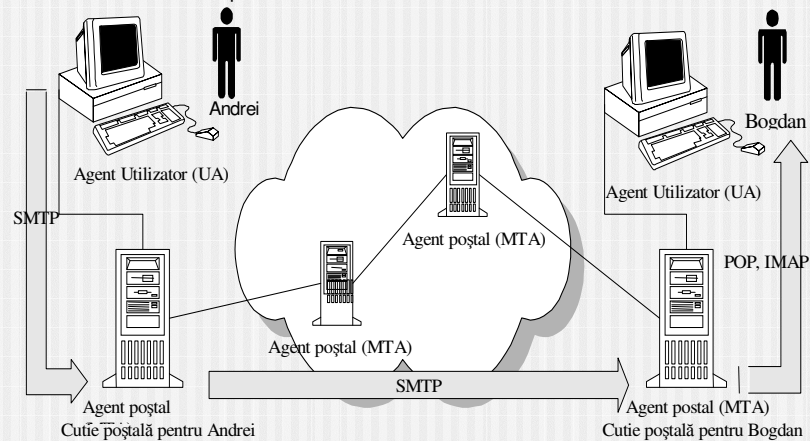 Andrei
Bogdan
Agent Utilizator (UA)
Agent Utilizator (UA)
SMTP
Agent poştal (MTA)
POP, IMAP
Agent poştal (MTA)
SMTP
Agent poştal
Cutie poştală pentru Andrei
Agent postal (MTA)
Cutie poştală pentru Bogdan